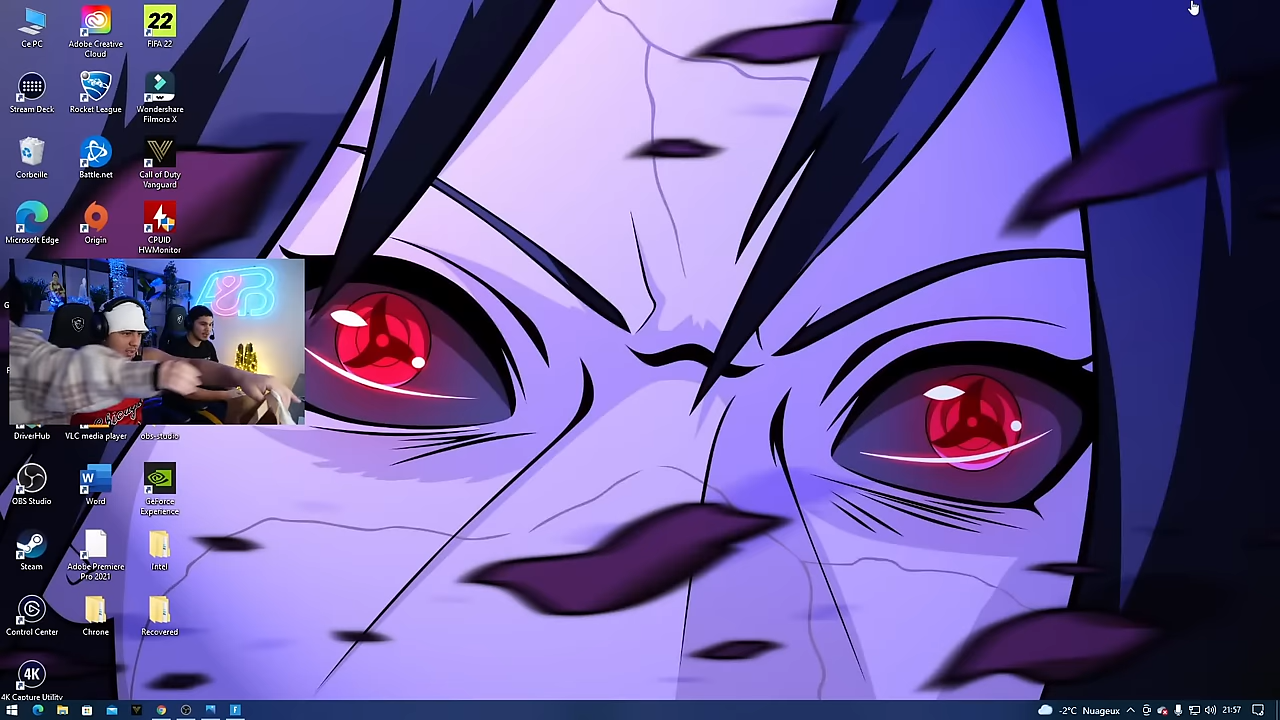 Ce PC
Adobe Creative
Cloud
22
FIFA 22
Stream Deck
Rocket League
Wondershare
Filmora X
Corbeille
Battle.net
Call of Duty
Vanguard
Microsoft Edge
Origin
CPUID
HWMonitor
A&B
DriverHub
VLC media player
obs-studio
OBS Studio
W
Word
GeForce
Experience
Steam
Adobe Premiere
Pro 2021
Intel
Control Center
Chrone
Recovered
4K
4K Capture Utility
-2°C Nuageux
21:57